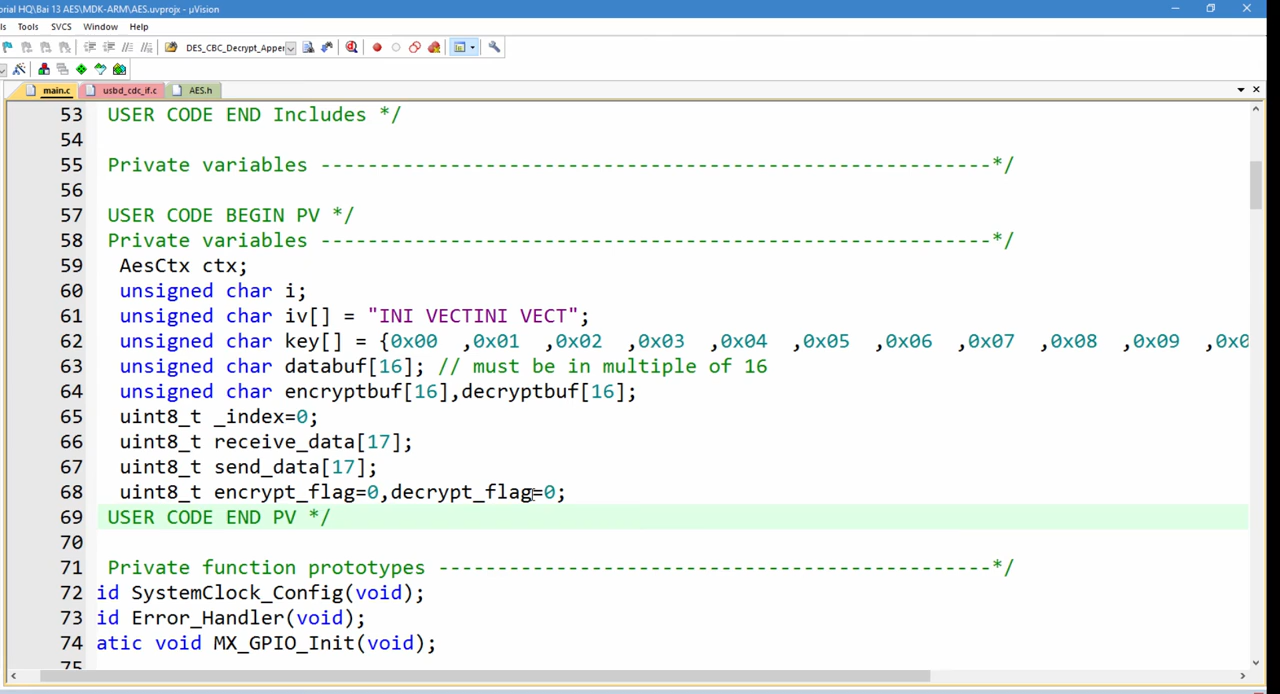 orial HQ\Bai 13 AES\MDK-ARM\AES.uvprojx - µVision
ls Tools SVCS Window Help
DES_CBC_Decrypt_Apper
main.c usbd_cdc_if.c AES.h
53 USER CODE END Includes */
54
55 Private variables ---------------------------------------------------------*/
56
57 USER CODE BEGIN PV */
58 Private variables ---------------------------------------------------------*/
59 AesCtx ctx;
60 unsigned char i;
61 unsigned char iv[] = "INI VECTINI VECT";
62 unsigned char key[] = {0x00 ,0x01 ,0x02 ,0x03 ,0x04 ,0x05 ,0x06 ,0x07 ,0x08 ,0x09 ,0x0
63 unsigned char databuf[16]; // must be in multiple of 16
64 unsigned char encryptbuf[16],decryptbuf[16];
65 uint8_t _index=0;
66 uint8_t receive_data[17];
67 uint8_t send_data[17];
68 uint8_t encrypt_flag=0,decrypt_flag=0;
69 USER CODE END PV */
70
71 Private function prototypes -----------------------------------------------*/
72 id SystemClock_Config(void);
73 id Error_Handler(void);
74 atic void MX_GPIO_Init(void);
75